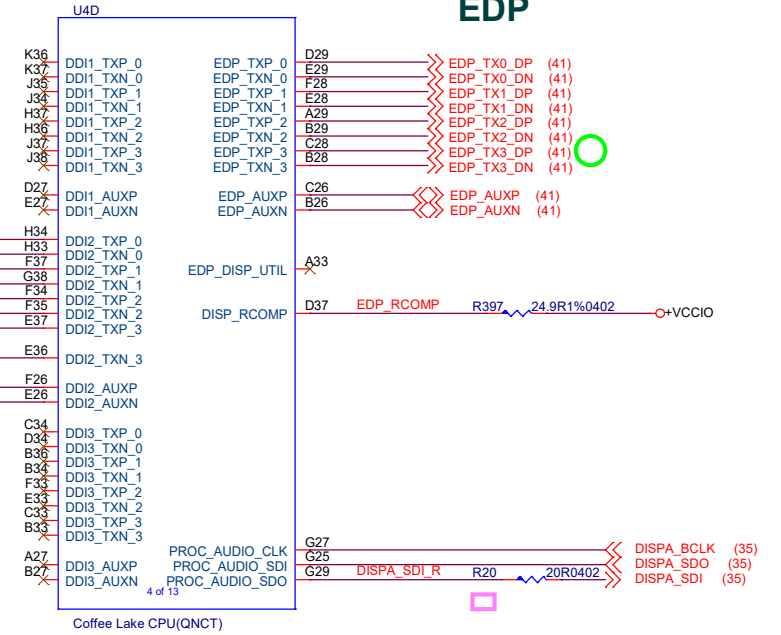 EDP
U4D
K36 DDI1_TXP_0 EDP_TXP_0 D29 EDP_TX0_DP (41)
K37 DDI1_TXN_0 EDP_TXN_0 E29 EDP_TX0_DN (41)
J35 DDI1_TXP_1 EDP_TXP_1 F28 EDP_TX1_DP (41)
J34 DDI1_TXN_1 EDP_TXN_1 E28 EDP_TX1_DN (41)
H37 DDI1_TXP_2 EDP_TXP_2 A29 EDP_TX2_DP (41)
H36 DDI1_TXN_2 EDP_TXN_2 B29 EDP_TX2_DN (41)
J37 DDI1_TXP_3 EDP_TXP_3 C28 EDP_TX3_DP (41)
J38 DDI1_TXN_3 EDP_TXN_3 B28 EDP_TX3_DN (41)
D27 DDI1_AUXP EDP_AUXP C26 EDP_AUXP (41)
E27 DDI1_AUXN EDP_AUXN B26 EDP_AUXN (41)
H34 DDI2_TXP_0
H33 DDI2_TXN_0
F37 DDI2_TXP_1 EDP_DISP_UTIL A33
G38 DDI2_TXN_1
F34 DDI2_TXP_2
F35 DDI2_TXN_2 DISP_RCOMP D37 EDP_RCOMP R397 24.9R1%0402 +VCCIO
E37 DDI2_TXP_3
E36 DDI2_TXN_3
F26 DDI2_AUXP
E26 DDI2_AUXN
C34 DDI3_TXP_0
D34 DDI3_TXN_0
B36 DDI3_TXP_1
B34 DDI3_TXN_1
F33 DDI3_TXP_2
E33 DDI3_TXN_2
C33 DDI3_TXP_3
B33 DDI3_TXN_3
PROC_AUDIO_CLK G27 DISPA_BCLK (35)
A27 DDI3_AUXP PROC_AUDIO_SDI G25 DISPA_SDO (35)
B27 DDI3_AUXN PROC_AUDIO_SDO G29 DISPA_SDI_R R20 20R0402 DISPA_SDI (35)
4 of 13
Coffee Lake CPU(QNCT)